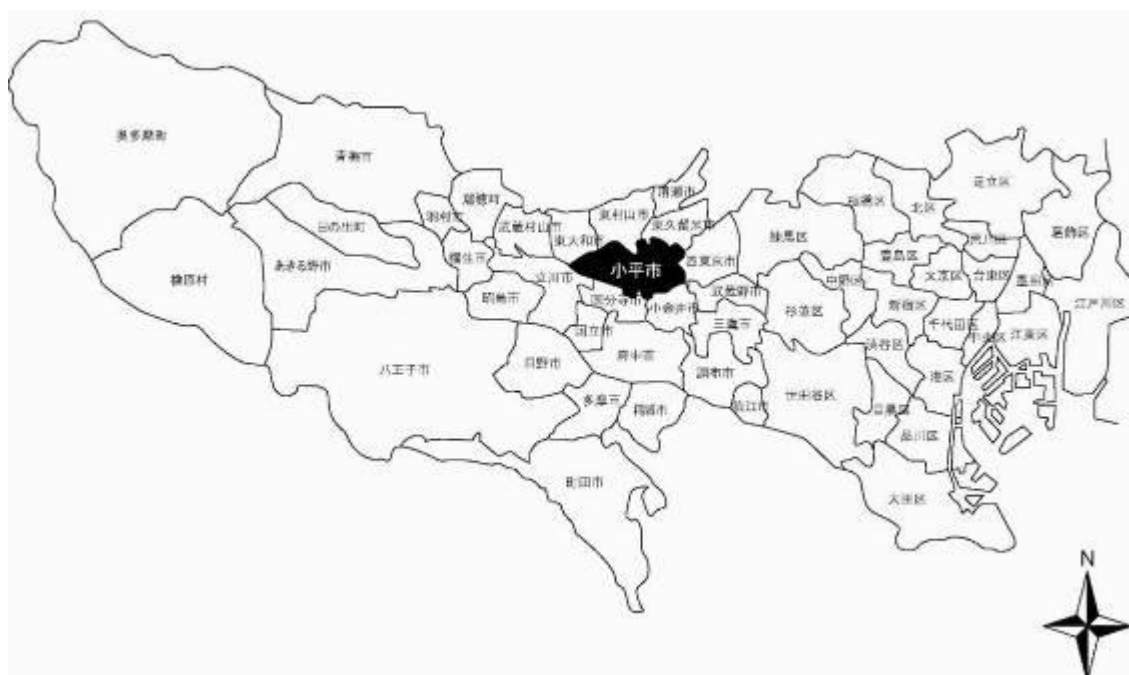 奥多摩町
青梅市
瑞穂町
羽村市
武蔵村山市
東大和市
東村山市
清瀬市
東久留米市
日の出町
福生市
あきる野市
檜原村
昭島市
立川市
小平市
西東京市
国分寺市
小金井市
武蔵野市
三鷹市
国立市
府中市
日野市
八王子市
調布市
狛江市
多摩市
稲城市
町田市
練馬区
板橋区
北区
足立区
荒川区
葛飾区
豊島区
文京区
台東区
墨田区
江戸川区
中野区
杉並区
新宿区
千代田区
中央区
江東区
渋谷区
港区
世田谷区
目黒区
品川区
大田区
N